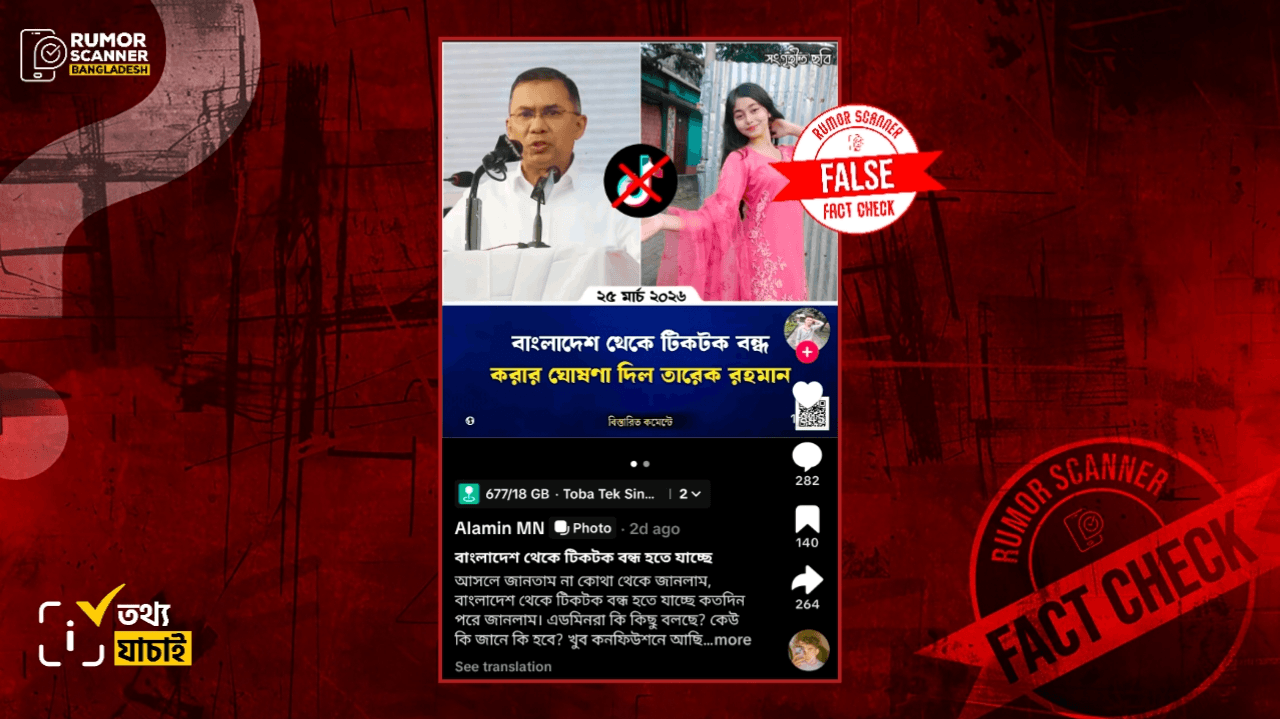 RUMOR
SCANNER
BANGLADESH
সংগৃহীত ছবি
RUMOR SCANNER
FALSE
FACT CHECK
২৫ মার্চ ২০২৬
বাংলাদেশ থেকে টিকটক বন্ধ
করার ঘোষণা দিল তারেক রহমান
বিস্তারিত কমেন্টে
282
677/18 GB · Toba Tek Sin... | 2
140
Alamin MN Photo · 2d ago
বাংলাদেশ থেকে টিকটক বন্ধ হতে যাচ্ছে
আসলে জানতাম না কোথা থেকে জানলাম,
বাংলাদেশ থেকে টিকটক বন্ধ হতে যাচ্ছে কতদিন
পরে জানলাম। এডমিনরা কি কিছু বলছে? কেউ
কি জানে কি হবে? খুব কনফিউশনে আছি...more
264
See translation
তথ্য
যাচাই
RUMOR SCANNER
FACT CHECK